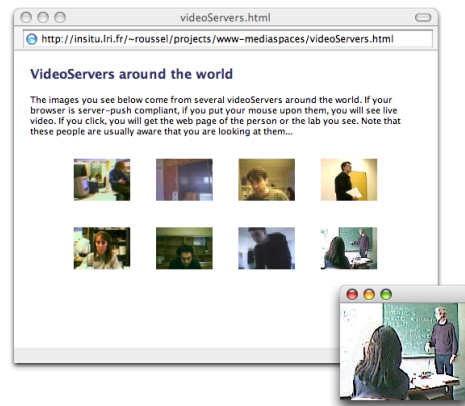 videoServers.html
http://insitu.lri.fr/~roussel/projects/www-mediaspaces/videoServers.html
VideoServers around the world
The images you see below come from several videoServers around the world. If your
browser is server-push compliant, if you put your mouse upon them, you will see live
video. If you click, you will get the web page of the person or the lab you see. Note that
these people are usually aware that you are looking at them...